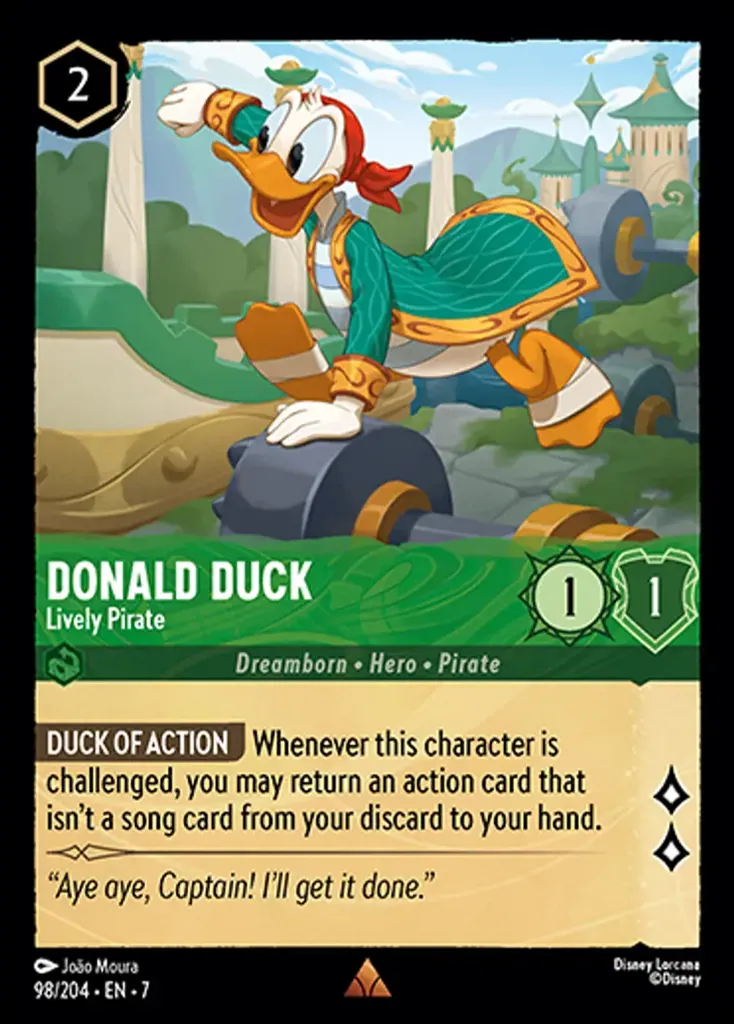 2
DONALD DUCK
Lively Pirate
1
1
Dreamborn • Hero • Pirate
DUCK OF ACTION Whenever this character is
challenged, you may return an action card that
isn't a song card from your discard to your hand.
“Aye aye, Captain! I'll get it done.”
João Moura
98/204 • EN • 7
Disney Lorcana
©Disney